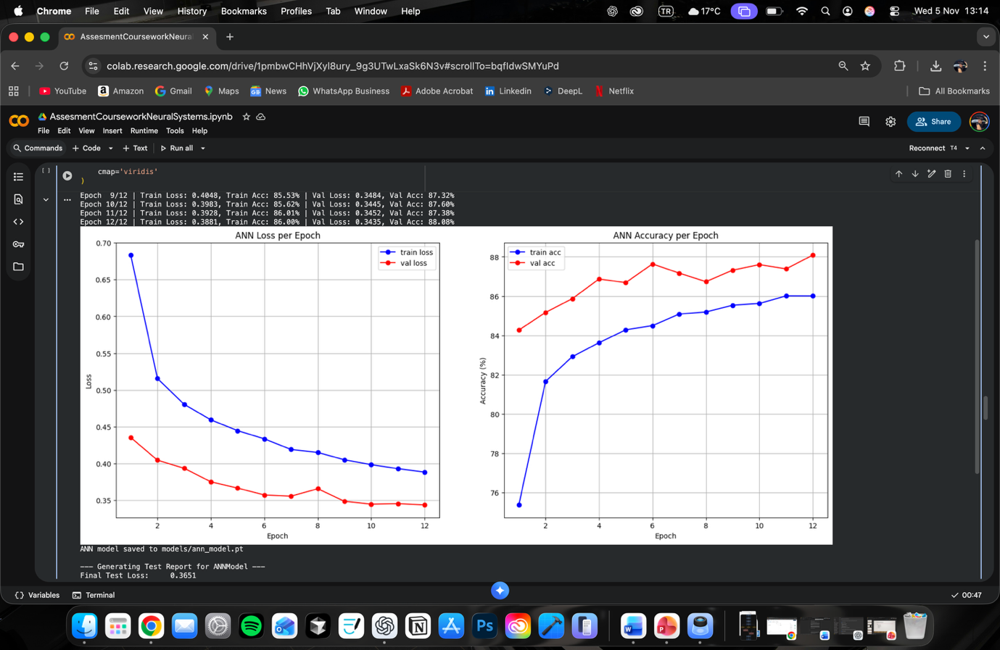 Chrome File Edit View History Bookmarks Profiles Tab Window Help TR 17°C Wed 5 Nov 13:14
AssesmentCourseworkNeural
colab.research.google.com/drive/1pmbwCHhVjXyl8ury_9g3UTwLxaSk6N3v#scrollTo=bqfIdwSMYuPd
YouTube Amazon Gmail Maps News WhatsApp Business Adobe Acrobat Linkedin DeepL Netflix All Bookmarks
AssesmentCourseworkNeuralSystems.ipynb
File Edit View Insert Runtime Tools Help
Share
Commands + Code + Text Run all Reconnect T4
[ ] cmap='viridis'
)
Epoch 9/12 | Train Loss: 0.4048, Train Acc: 85.53% | Val Loss: 0.3484, Val Acc: 87.32%
Epoch 10/12 | Train Loss: 0.3983, Train Acc: 85.62% | Val Loss: 0.3445, Val Acc: 87.60%
Epoch 11/12 | Train Loss: 0.3928, Train Acc: 86.01% | Val Loss: 0.3452, Val Acc: 87.38%
Epoch 12/12 | Train Loss: 0.3881, Train Acc: 86.00% | Val Loss: 0.3435, Val Acc: 88.08%
ANN Loss per Epoch
train loss
val loss
0.70
0.65
0.60
0.55
0.50
0.45
0.40
0.35
Loss
2 4 6 8 10 12
Epoch
ANN Accuracy per Epoch
train acc
val acc
88
86
84
82
80
78
76
Accuracy (%)
2 4 6 8 10 12
Epoch
ANN model saved to models/ann_model.pt
--- Generating Test Report for ANNModel ---
Final Test Loss: 0.3651
Variables Terminal 00:47